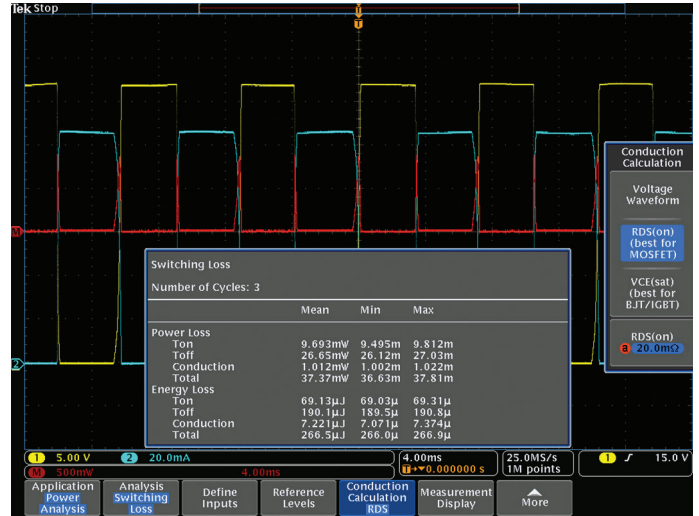 Tek Stop
T
T
M
2
Conduction
Calculation
Voltage
Waveform
RDS(on)
(best for
MOSFET)
VCE(sat)
(best for
BJT/IGBT)
RDS(on)
a 20.0mΩ
Switching Loss
Number of Cycles: 3
Mean Min Max
Power Loss
Ton 9.693mW 9.495m 9.812m
Toff 26.65mW 26.12m 27.03m
Conduction 1.012mW 1.002m 1.022m
Total 37.37mW 36.63m 37.81m
Energy Loss
Ton 69.13µJ 69.03µ 69.31µ
Toff 190.1µJ 189.5µ 190.8µ
Conduction 7.221µJ 7.071µ 7.374µ
Total 266.5µJ 266.0µ 266.9µ
1 5.00 V 2 20.0mA 4.00ms 25.0MS/s 1 15.0 V
M 500mW 4.00ms T→▼0.000000 s 1M points
Application Power Analysis
Analysis Switching Loss
Define Inputs
Reference Levels
Conduction Calculation RDS
Measurement Display
More